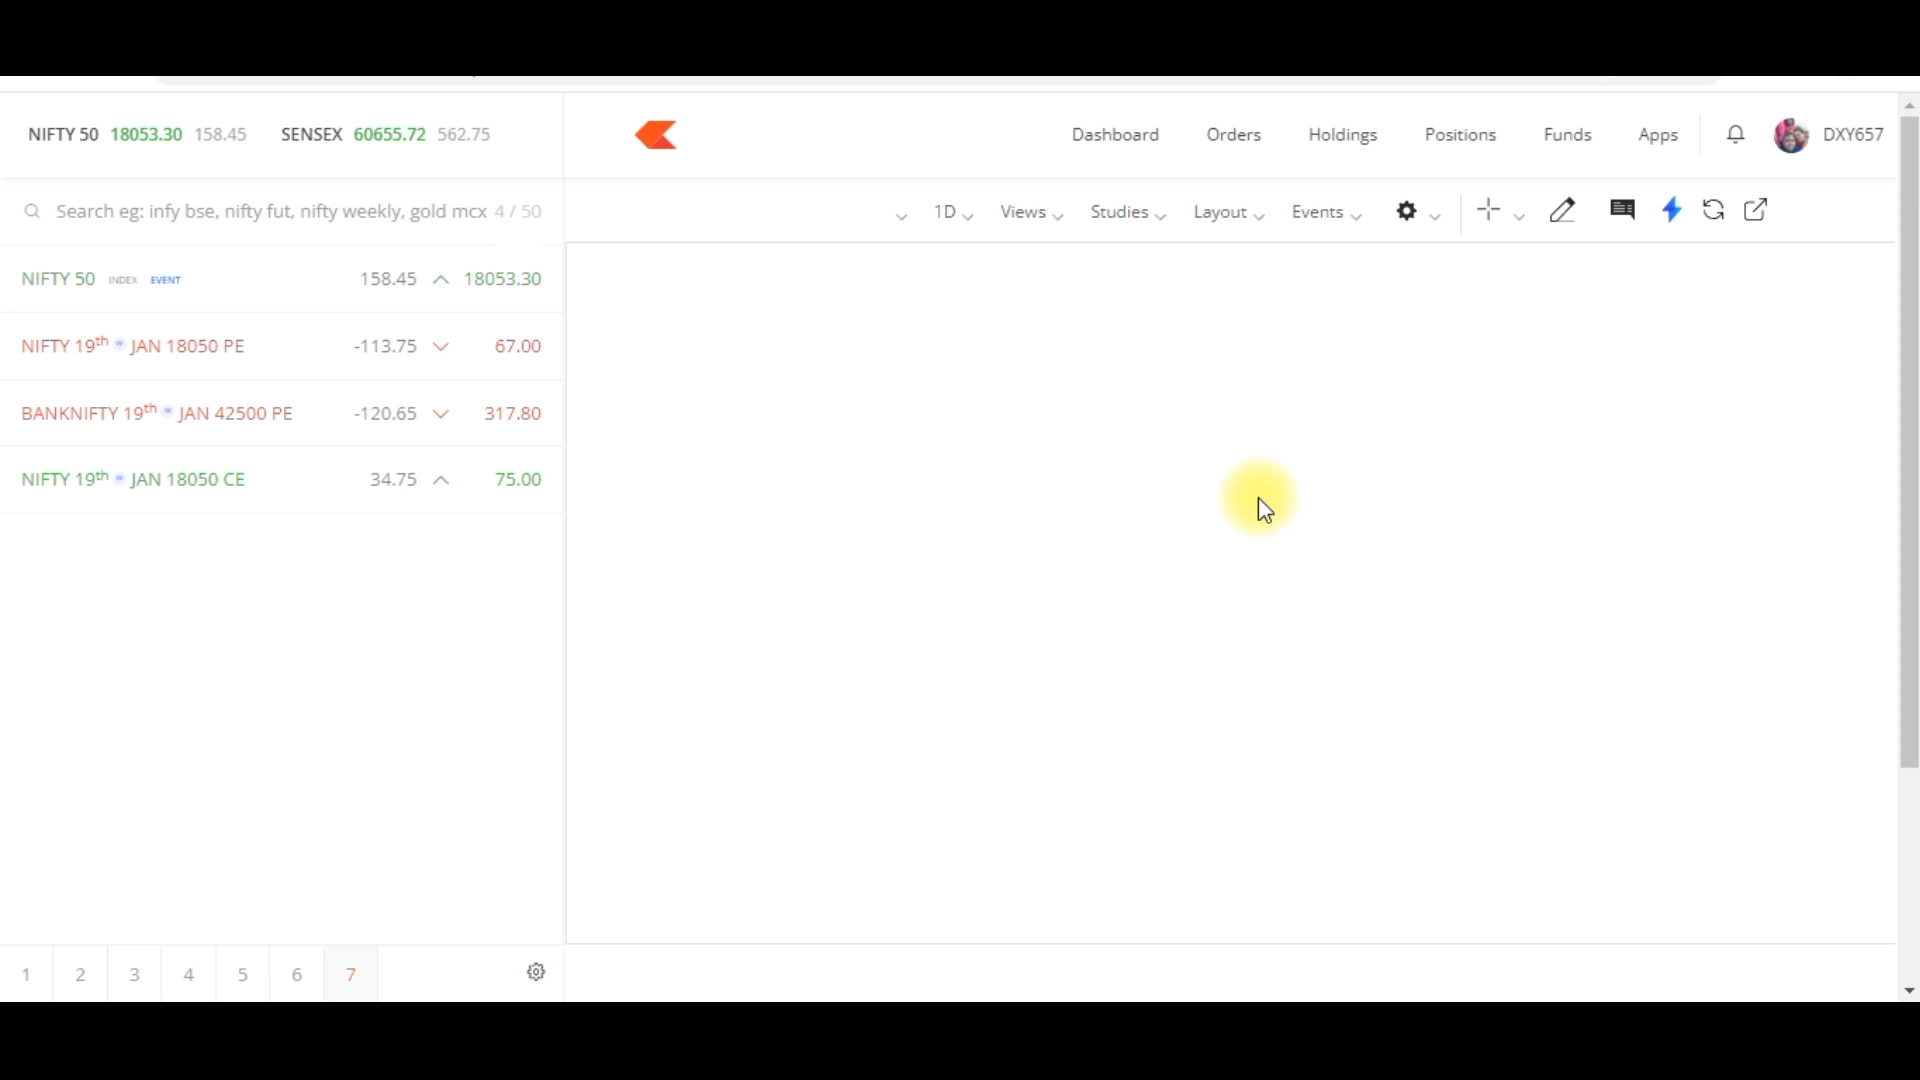 NIFTY 50 18053.30 158.45 SENSEX 60655.72 562.75
Dashboard Orders Holdings Positions Funds Apps DXY657
Search eg: infy bse, nifty fut, nifty weekly, gold mcx 4 / 50
1D Views Studies Layout Events
NIFTY 50 INDEX EVENT 158.45 18053.30
NIFTY 19th w JAN 18050 PE -113.75 67.00
BANKNIFTY 19th w JAN 42500 PE -120.65 317.80
NIFTY 19th w JAN 18050 CE 34.75 75.00
1 2 3 4 5 6 7